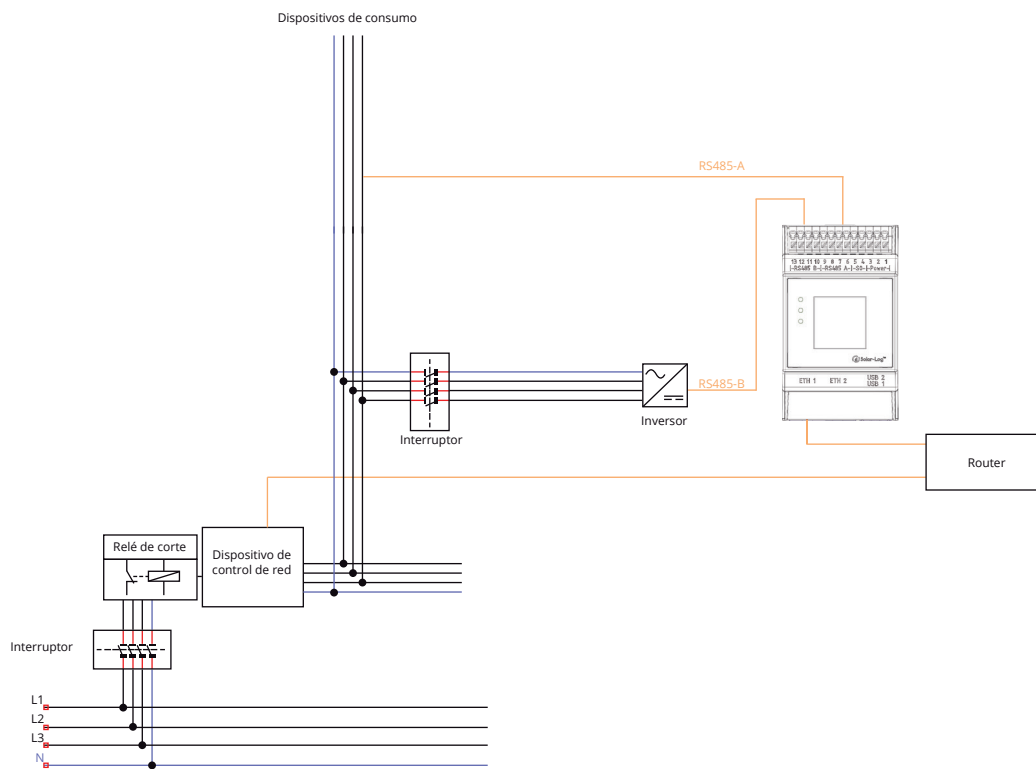 Dispositivos de consumo
RS485-A
13 12 11 10 9 8 7 6 5 4 3 2 1
|-RS485 B-|-RS485 A-|-S0-|-Power-|
Solar-Log™
ETH 1 ETH 2 USB 2
USB 1
RS485-B
Inversor
Interruptor
Router
Relé de corte
Dispositivo de
control de red
Interruptor
L1
L2
L3
N